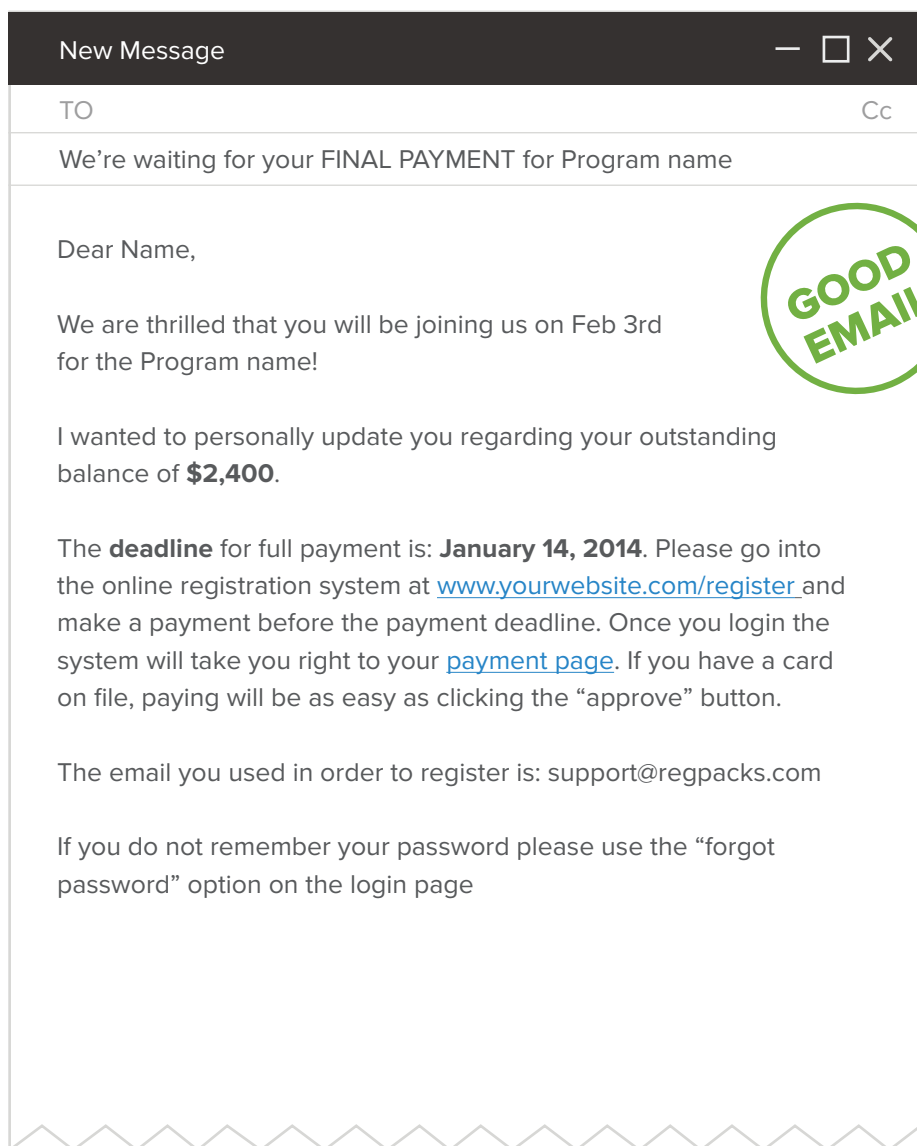 New Message
TO Cc
We’re waiting for your FINAL PAYMENT for Program name
GOOD
EMAIL
Dear Name,
We are thrilled that you will be joining us on Feb 3rd
for the Program name!
I wanted to personally update you regarding your outstanding
balance of $2,400.
The deadline for full payment is: January 14, 2014. Please go into
the online registration system at www.yourwebsite.com/register and
make a payment before the payment deadline. Once you login the
system will take you right to your payment page. If you have a card
on file, paying will be as easy as clicking the “approve” button.
The email you used in order to register is: support@regpacks.com
If you do not remember your password please use the “forgot
password” option on the login page